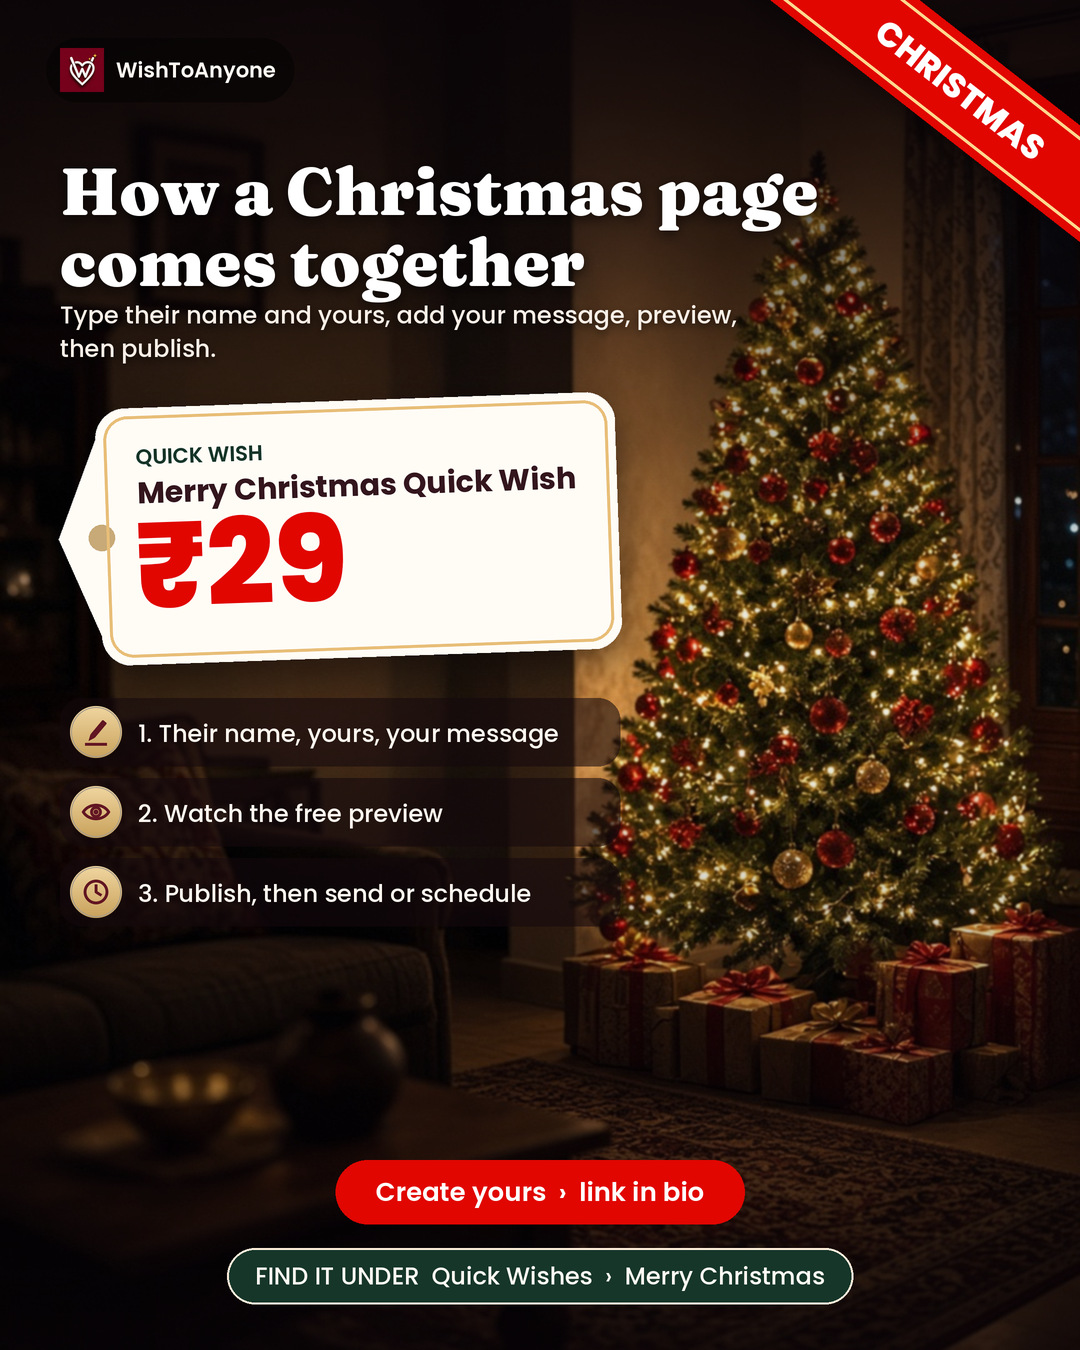 WishToAnyone
CHRISTMAS
How a Christmas page
comes together
Type their name and yours, add your message, preview,
then publish.
QUICK WISH
Merry Christmas Quick Wish
₹29
1. Their name, yours, your message
2. Watch the free preview
3. Publish, then send or schedule
Create yours › link in bio
FIND IT UNDER Quick Wishes › Merry Christmas